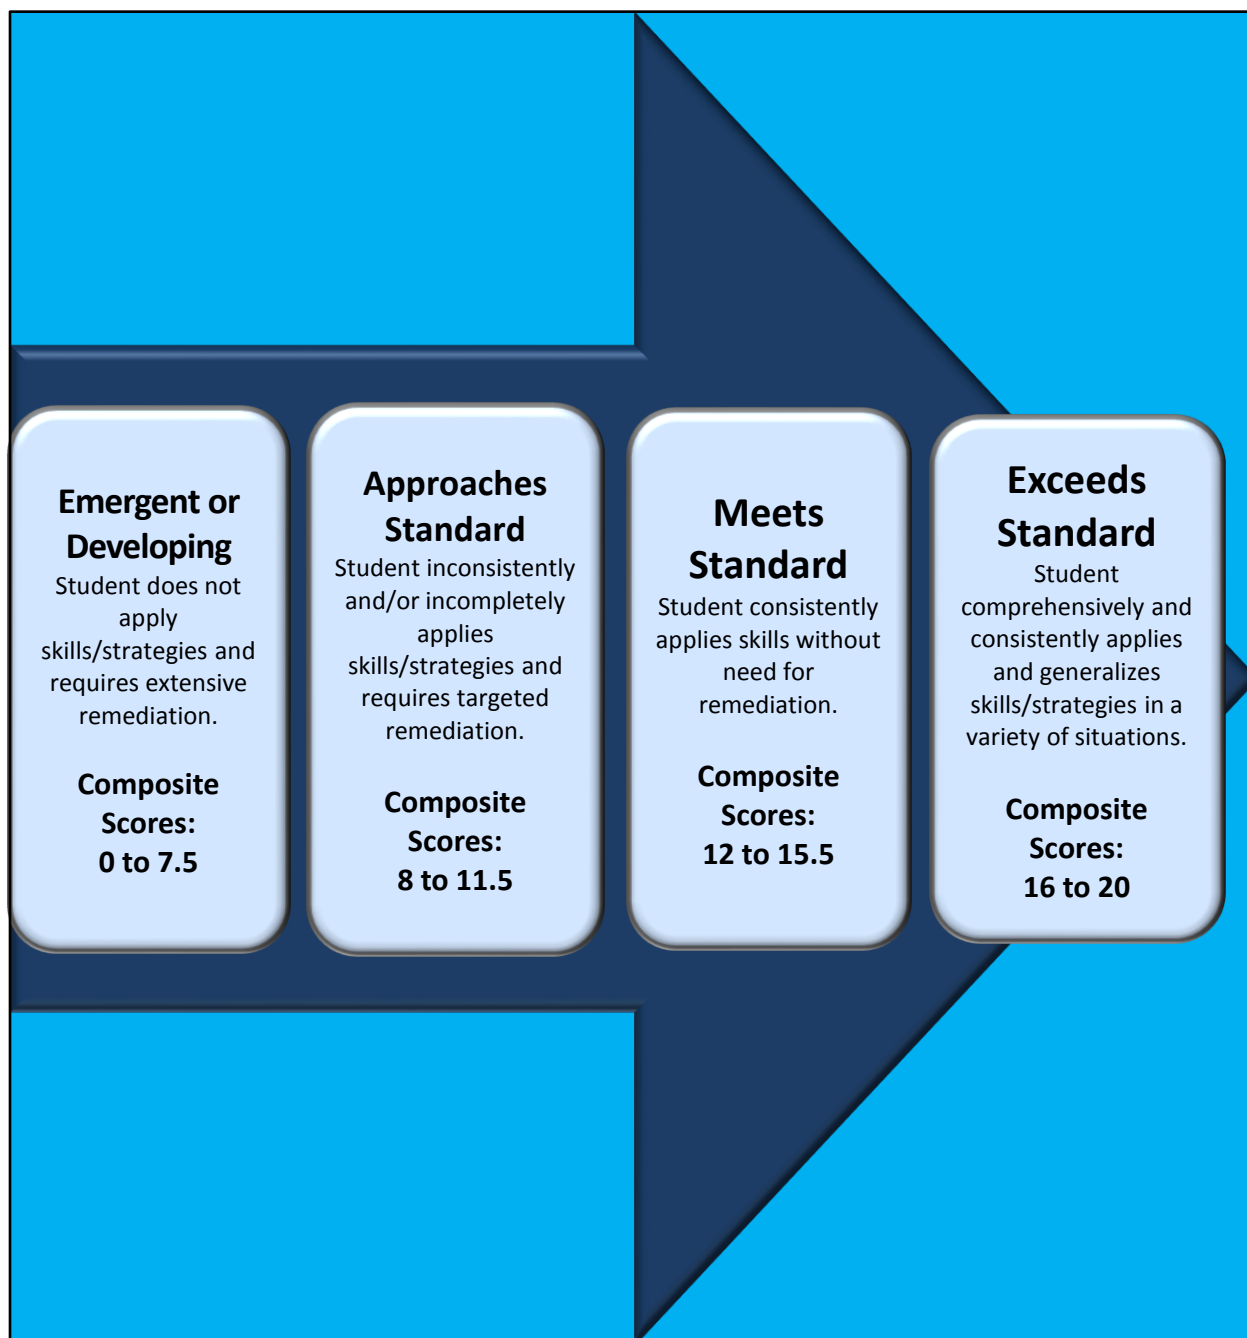 Emergent or
Developing
Student does not
apply
skills/strategies and
requires extensive
remediation.
Composite
Scores:
0 to 7.5
Approaches
Standard
Student inconsistently
and/or incompletely
applies
skills/strategies and
requires targeted
remediation.
Composite
Scores:
8 to 11.5
Meets
Standard
Student consistently
applies skills without
need for
remediation.
Composite
Scores:
12 to 15.5
Exceeds
Standard
Student
comprehensively and
consistently applies
and generalizes
skills/strategies in a
variety of situations.
Composite
Scores:
16 to 20